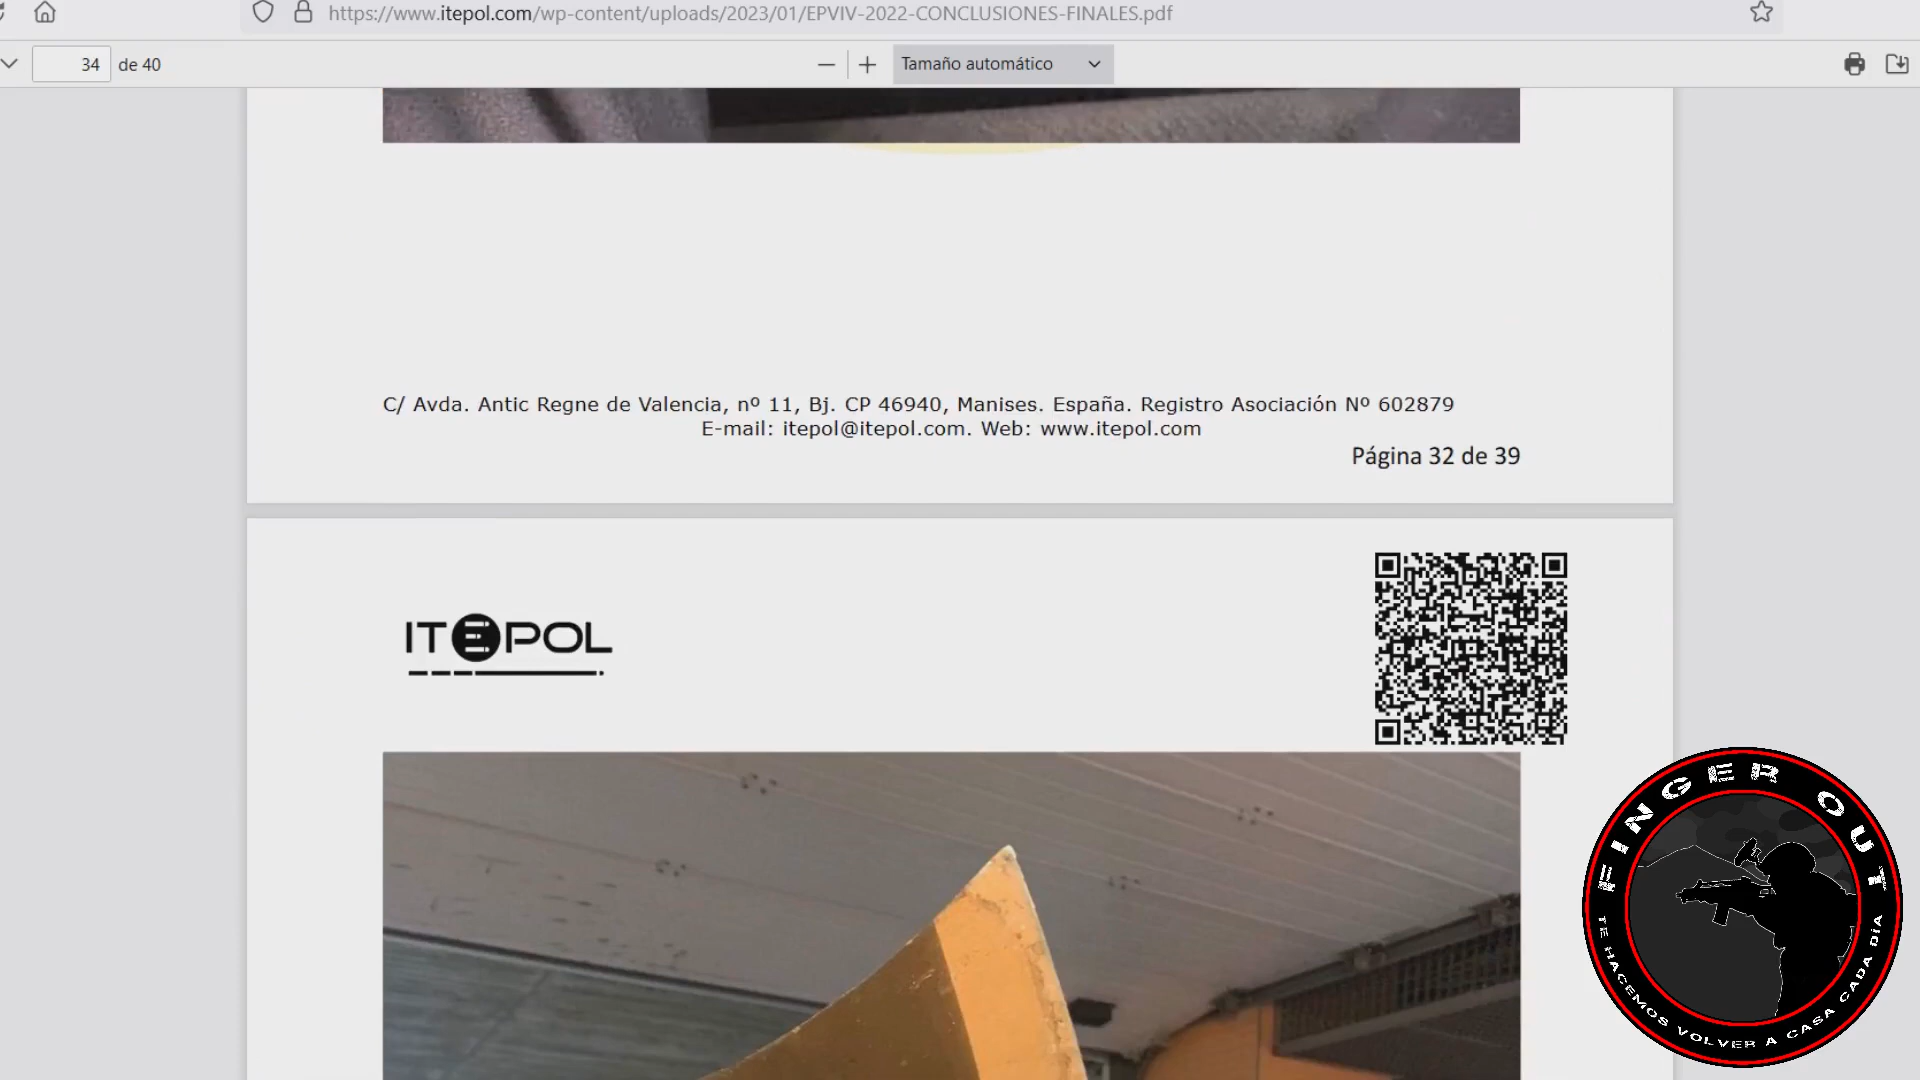 https://www.itepol.com/wp-content/uploads/2023/01/EPVIV-2022-CONCLUSIONES-FINALES.pdf
34 de 40
Tamaño automático
C/ Avda. Antic Regne de Valencia, nº 11, Bj. CP 46940, Manises. España. Registro Asociación Nº 602879
E-mail: itepol@itepol.com. Web: www.itepol.com
Página 32 de 39
ITEPOL
FINGER OUT
TE HACEMOS VOLVER A CASA CADA DÍA